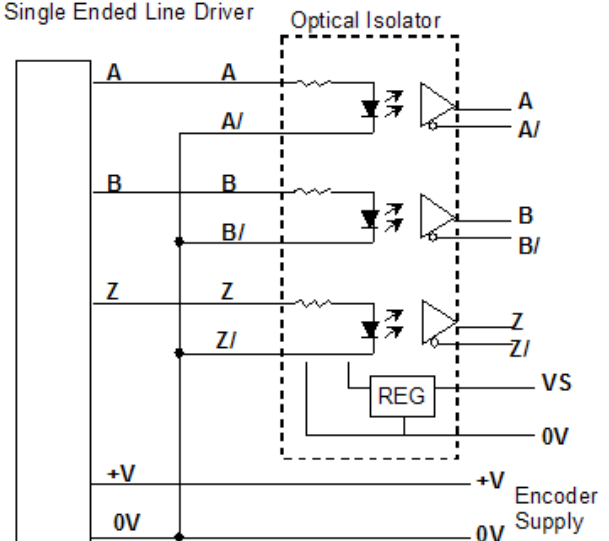 Single Ended Line Driver
Optical Isolator
A A
A
A/
A/
B B
B
B/
B/
Z Z
Z
Z/
Z/
VS
REG
0V
+V
+V
Encoder
Supply
0V
0V